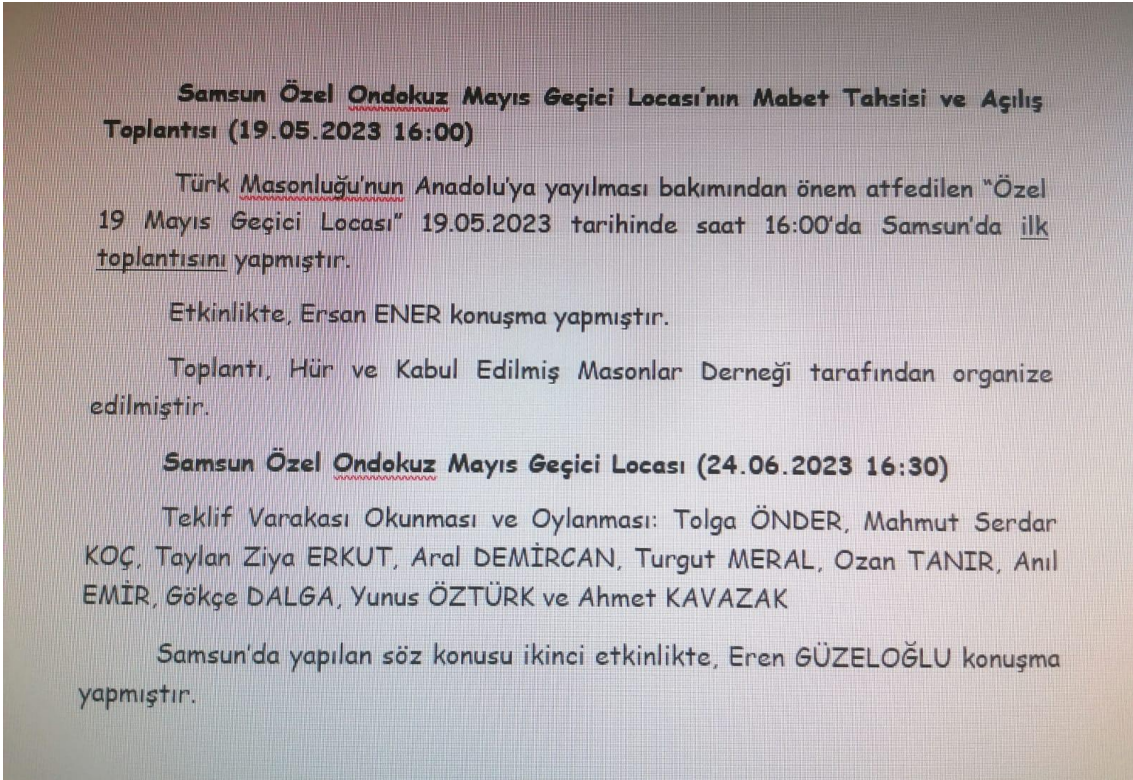 Samsun Özel Ondokuz Mayıs Geçici Locası'nın Mabet Tahsisi ve Açılış
Toplantısı (19.05.2023 16:00)
Türk Masonluğu'nun Anadolu'ya yayılması bakımından önem atfedilen "Özel
19 Mayıs Geçici Locası" 19.05.2023 tarihinde saat 16:00'da Samsun'da ilk
toplantısını yapmıştır.
Etkinlikte, Ersan ENER konuşma yapmıştır.
Toplantı, Hür ve Kabul Edilmiş Masonlar Derneği tarafından organize
edilmiştir.
Samsun Özel Ondokuz Mayıs Geçici Locası (24.06.2023 16:30)
Teklif Varakası Okunması ve Oylanması: Tolga ÖNDER, Mahmut Serdar
KOÇ, Taylan Ziya ERKUT, Aral DEMİRCAN, Turgut MERAL, Ozan TANIR, Anıl
EMİR, Gökçe DALGA, Yunus ÖZTÜRK ve Ahmet KAVAZAK
Samsun'da yapılan söz konusu ikinci etkinlikte, Eren GÜZELOĞLU konuşma
yapmıştır.